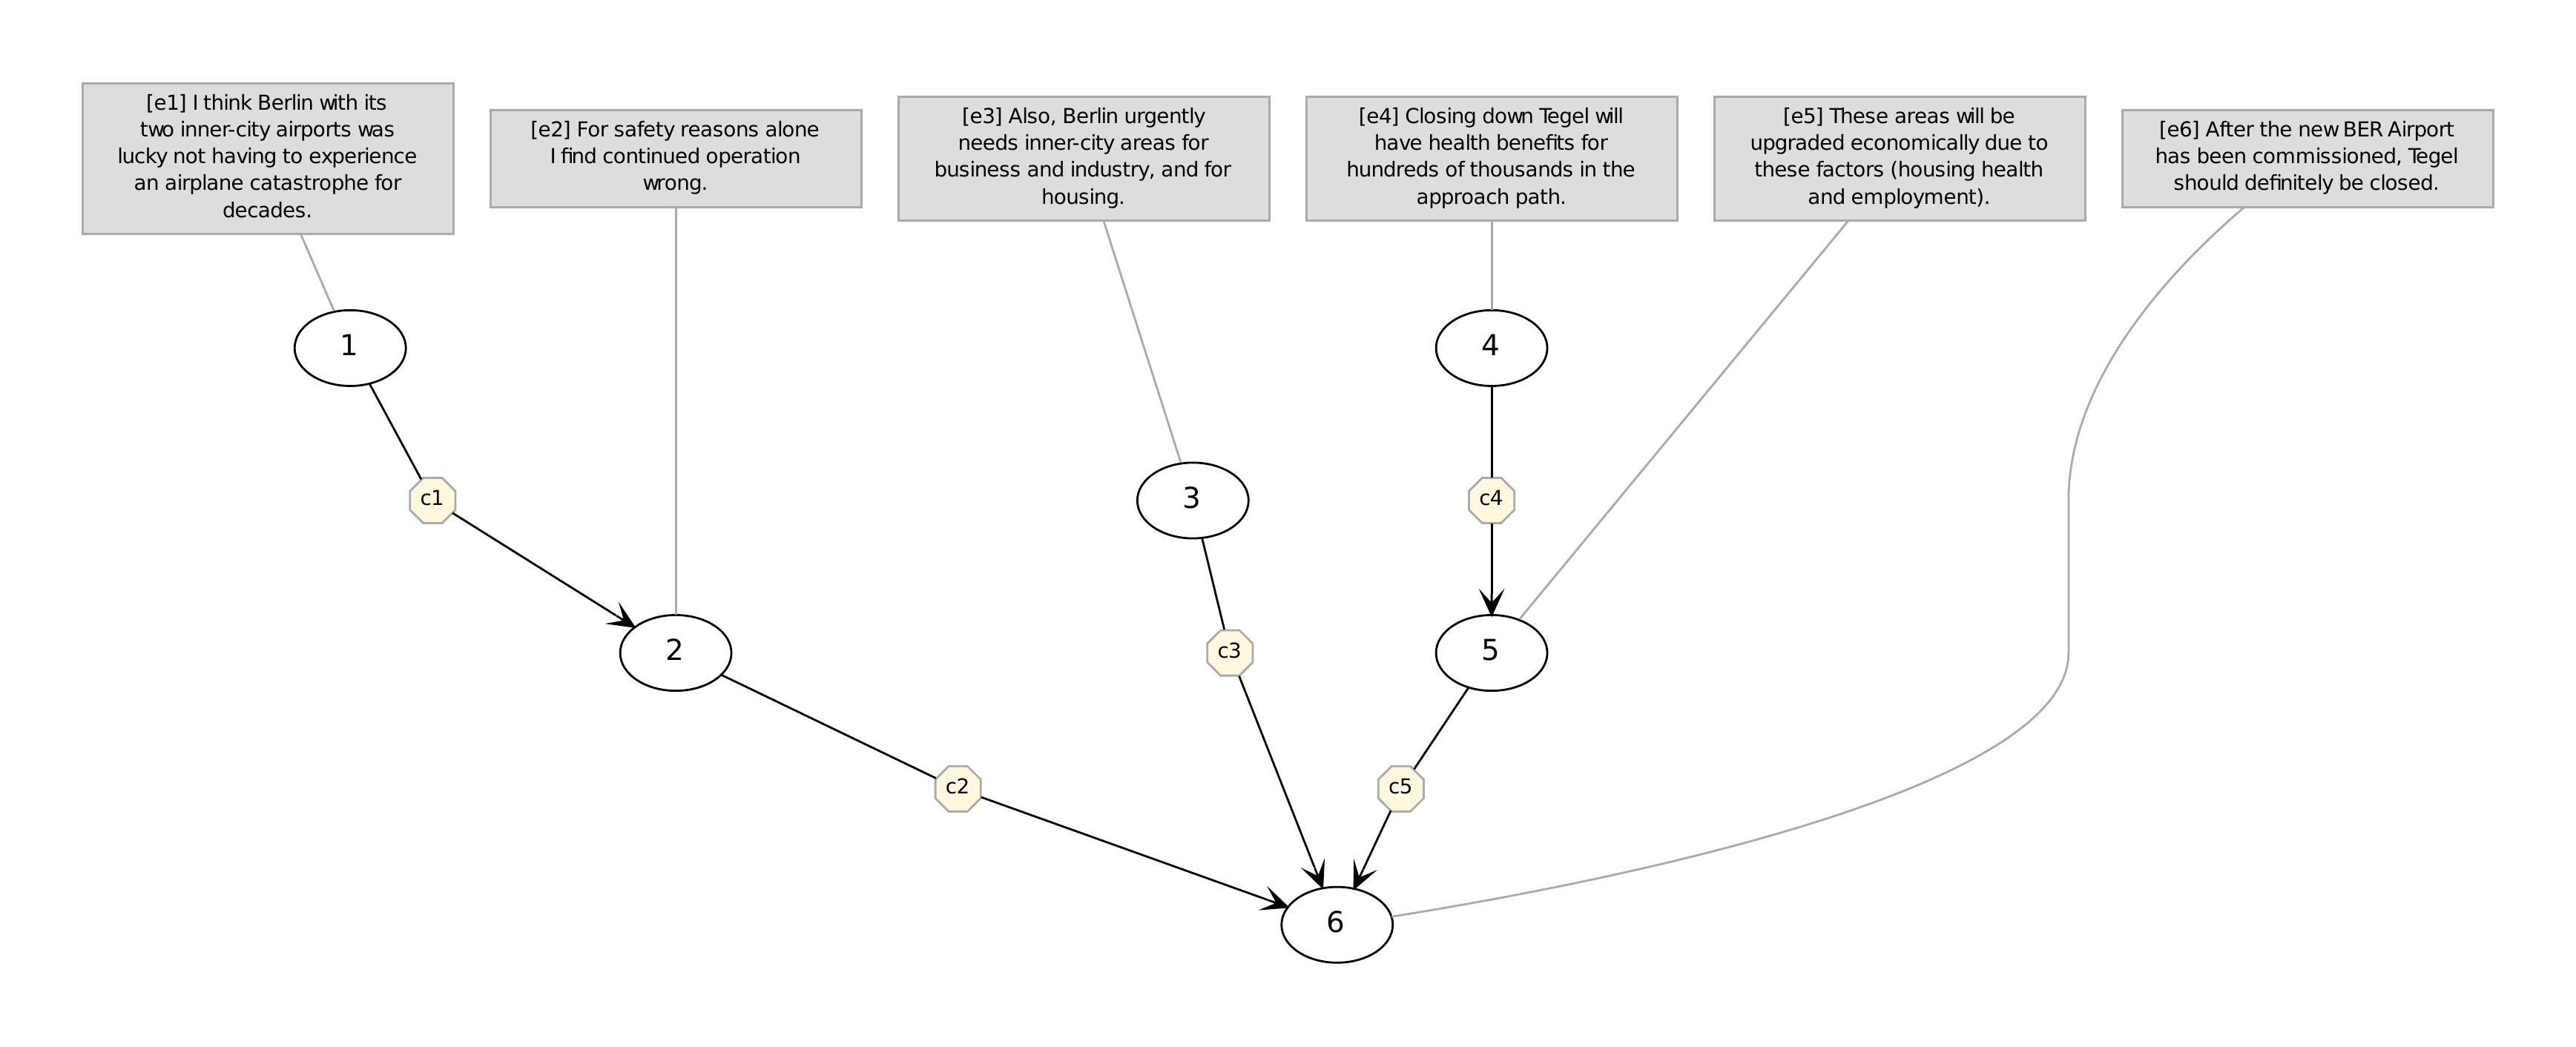 [e1] I think Berlin with its
two inner-city airports was
lucky not having to experience
an airplane catastrophe for
decades.
[e2] For safety reasons alone
I find continued operation
wrong.
[e3] Also, Berlin urgently
needs inner-city areas for
business and industry, and for
housing.
[e4] Closing down Tegel will
have health benefits for
hundreds of thousands in the
approach path.
[e5] These areas will be
upgraded economically due to
these factors (housing health
and employment).
[e6] After the new BER Airport
has been commissioned, Tegel
should definitely be closed.
1
4
c1
3
c4
2
c3
5
c2
c5
6